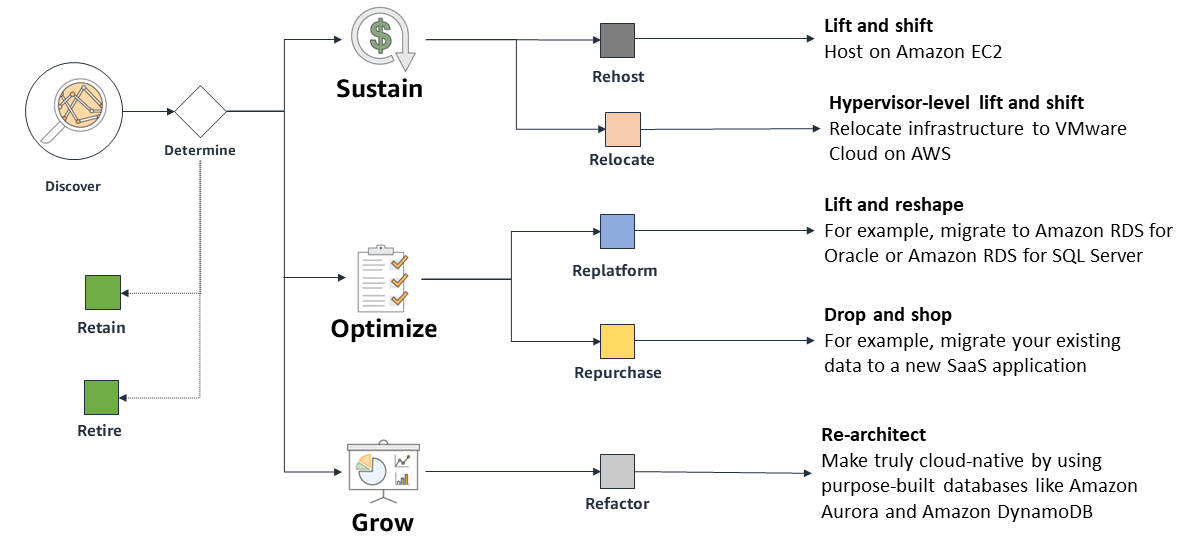 Discover
Determine
Retain
Retire
$
Sustain
Rehost
Lift and shift
Host on Amazon EC2
Relocate
Hypervisor-level lift and shift
Relocate infrastructure to VMware
Cloud on AWS
Optimize
Replatform
Lift and reshape
For example, migrate to Amazon RDS for
Oracle or Amazon RDS for SQL Server
Repurchase
Drop and shop
For example, migrate your existing
data to a new SaaS application
Grow
Refactor
Re-architect
Make truly cloud-native by using
purpose-built databases like Amazon
Aurora and Amazon DynamoDB